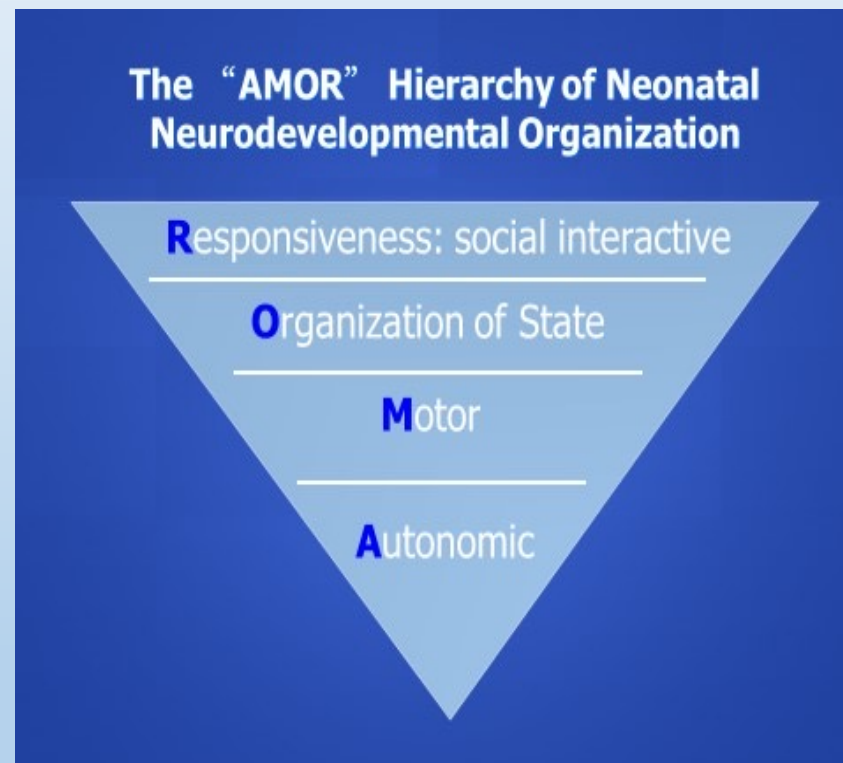 The “AMOR” Hierarchy of Neonatal
Neurodevelopmental Organization
Responsiveness: social interactive
Organization of State
Motor
Autonomic